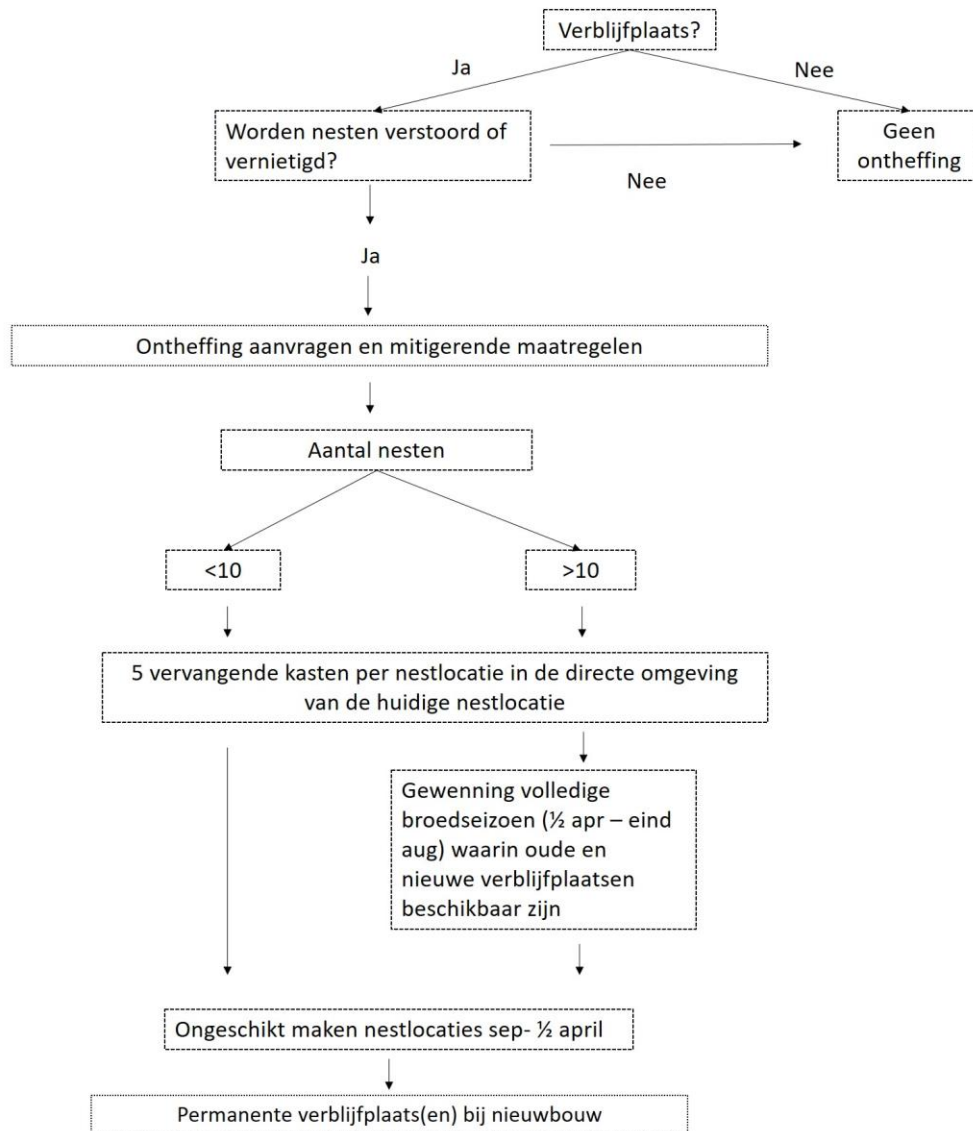 Verblijfplaats?
Ja
Nee
Worden nesten verstoord of
vernietigd?
Geen
ontheffing
Nee
Ja
Ontheffing aanvragen en mitigerende maatregelen
Aantal nesten
<10
>10
5 vervangende kasten per nestlocatie in de directe omgeving
van de huidige nestlocatie
Gewenning volledige
broedseizoen (½ apr – eind
aug) waarin oude en
nieuwe verblijfplaatsen
beschikbaar zijn
Ongeschikt maken nestlocaties sep- ½ april
Permanente verblijfplaats(en) bij nieuwbouw